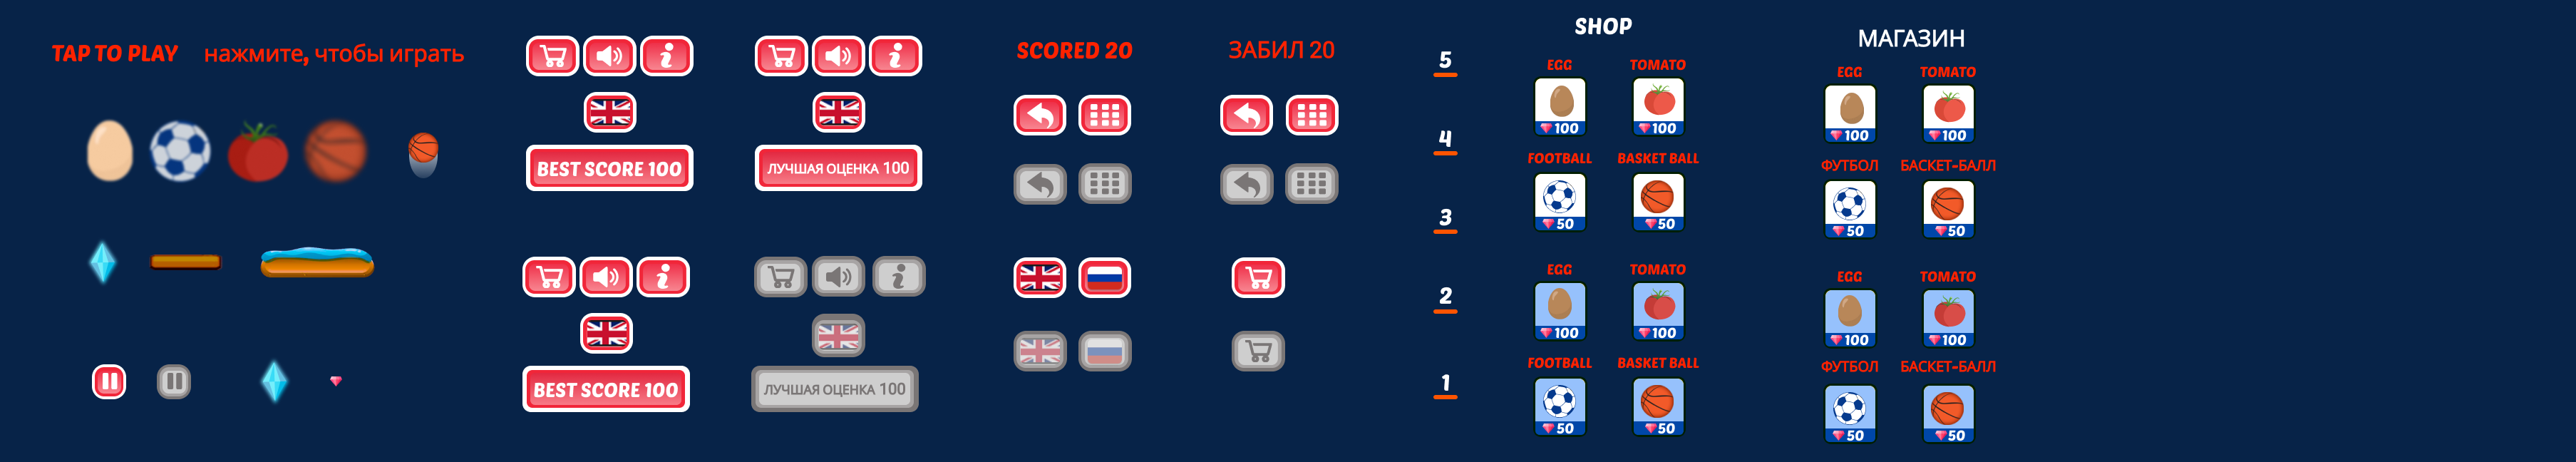 TAP TO PLAY
нажмите, чтобы играть
BEST SCORE 100
ЛУЧШАЯ ОЦЕНКА 100
BEST SCORE 100
ЛУЧШАЯ ОЦЕНКА 100
SCORED 20
ЗАБИЛ 20
5
4
3
2
1
SHOP
EGG TOMATO
100 100
FOOTBALL BASKET BALL
50 50
EGG TOMATO
100 100
FOOTBALL BASKET BALL
50 50
МАГАЗИН
EGG TOMATO
100 100
ФУТБОЛ БАСКЕТ-БАЛЛ
50 50
EGG TOMATO
100 100
ФУТБОЛ БАСКЕТ-БАЛЛ
50 50